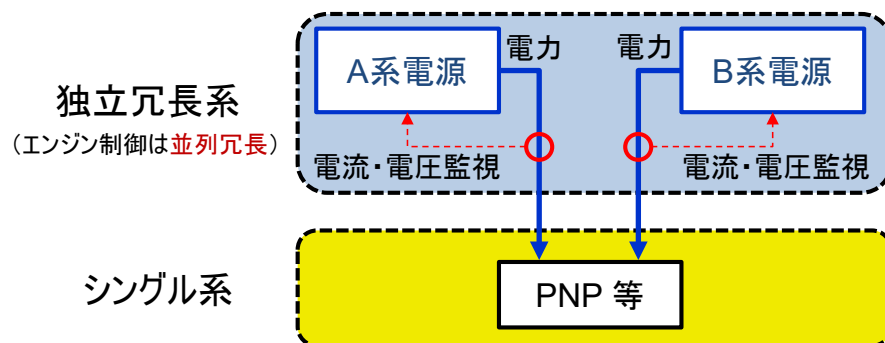 電力
電力
A系電源
B系電源
独立冗長系
（エンジン制御は並列冗長）
電流・電圧監視
電流・電圧監視
シングル系
PNP 等